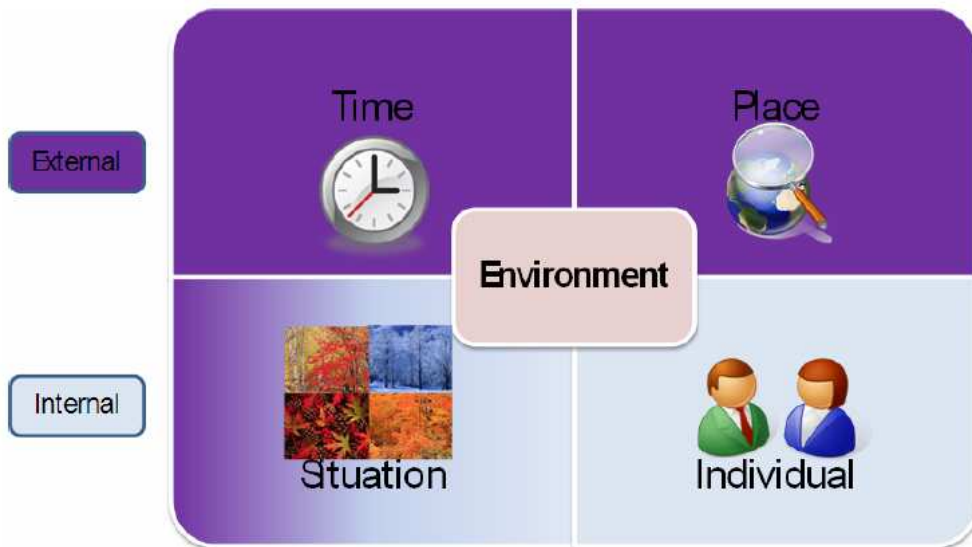 Time
Place
External
Environment
Internal
Situation
Individual